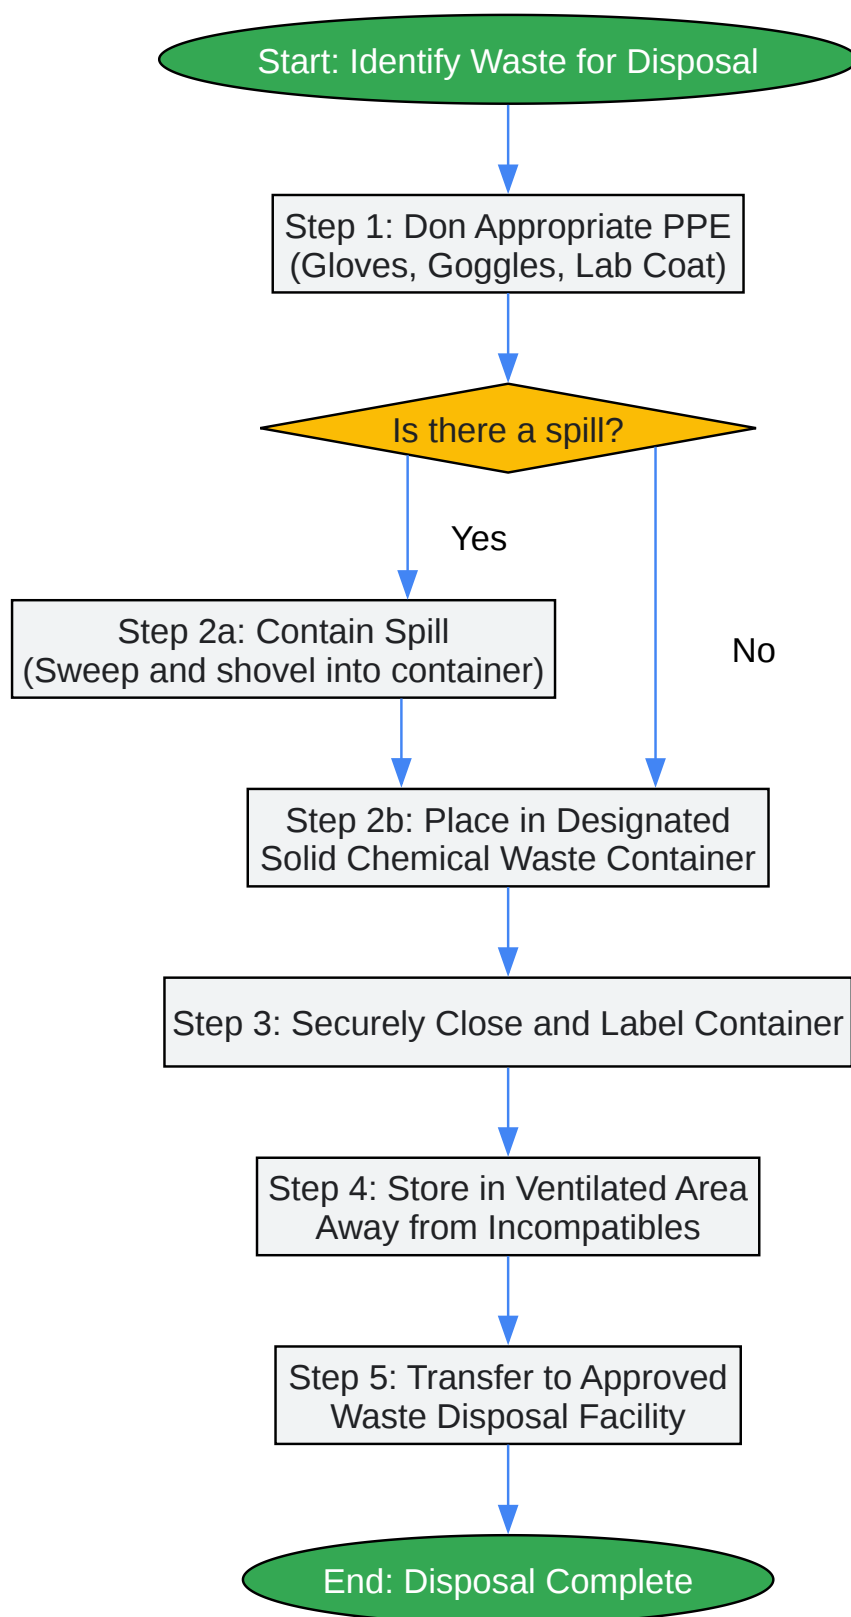 Start: Identify Waste for Disposal
Step 1: Don Appropriate PPE
(Gloves, Goggles, Lab Coat)
Is there a spill?
Yes
Step 2a: Contain Spill
(Sweep and shovel into container)
No
Step 2b: Place in Designated
Solid Chemical Waste Container
Step 3: Securely Close and Label Container
Step 4: Store in Ventilated Area
Away from Incompatibles
Step 5: Transfer to Approved
Waste Disposal Facility
End: Disposal Complete